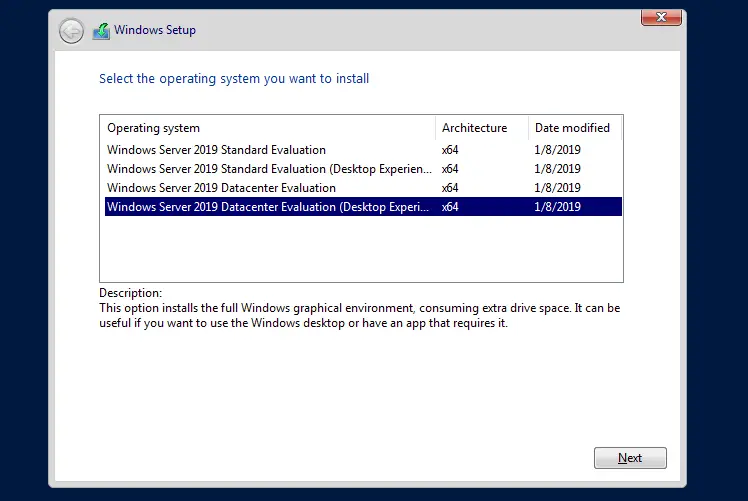 Windows Setup
Select the operating system you want to install
Operating system Architecture Date modified
Windows Server 2019 Standard Evaluation x64 1/8/2019
Windows Server 2019 Standard Evaluation (Desktop Experien... x64 1/8/2019
Windows Server 2019 Datacenter Evaluation x64 1/8/2019
Windows Server 2019 Datacenter Evaluation (Desktop Experi... x64 1/8/2019
Description:
This option installs the full Windows graphical environment, consuming extra drive space. It can be
useful if you want to use the Windows desktop or have an app that requires it.
Next